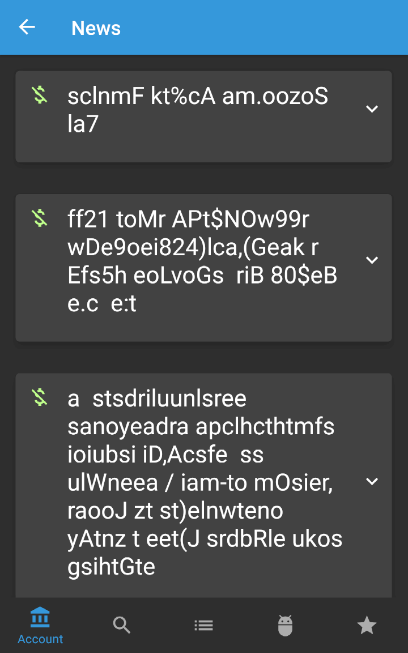 News
sclnmF kt%cA am.oozoS
la7
ff21 toMr APt$NOw99r
wDe9oei824)lca,(Geak r
Efs5h eoLvoGs  riB 80$eB
e.c  e:t
a  stsdriluunlsree
sanoyeadra apclhcthtmfs
ioiubsi iD,Acsfe  ss
ulWneea / iam-to mOsier,
raooJ zt st)elnwteno
yAtnz t eet(J srdbRle ukos
gsihtGte
Account